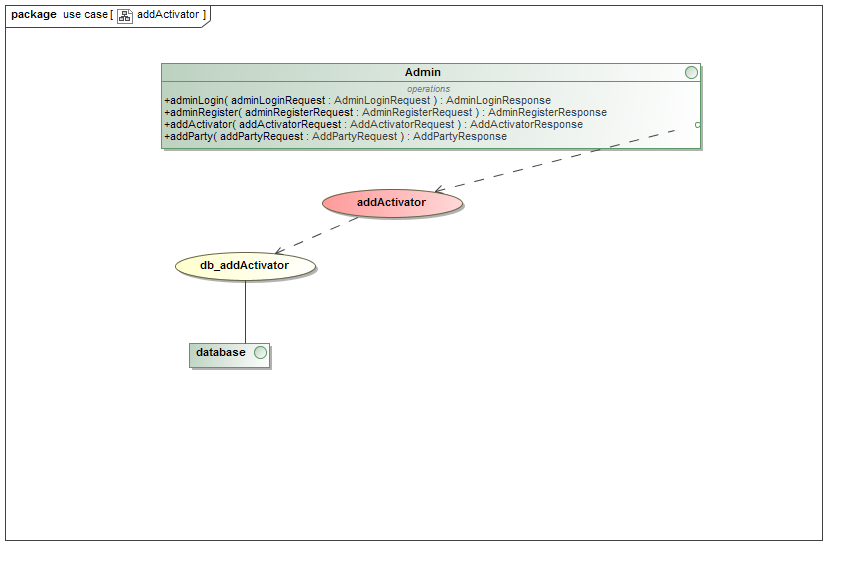 package use case [ addActivator ]
Admin
operations
+adminLogin( adminLoginRequest : AdminLoginRequest ) : AdminLoginResponse
+adminRegister( adminRegisterRequest : AdminRegisterRequest ) : AdminRegisterResponse
+addActivator( addActivatorRequest : AddActivatorRequest ) : AddActivatorResponse
+addParty( addPartyRequest : AddPartyRequest ) : AddPartyResponse
addActivator
db_addActivator
database